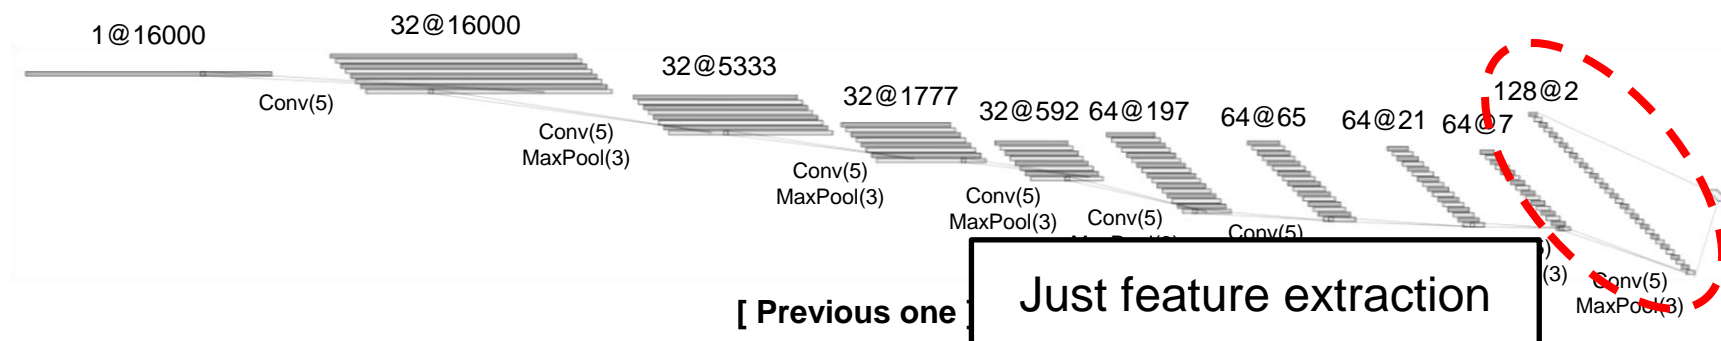 1@16000
32@16000
32@5333
32@1777
32@592
64@197
64@65
64@21
64@7
128@2
Conv(5)
Conv(5)
MaxPool(3)
Conv(5)
MaxPool(3)
Conv(5)
MaxPool(3)
Conv(5)
Conv(5)
(3)
Conv(5)
MaxPool(3)
[ Previous one ]
Just feature extraction